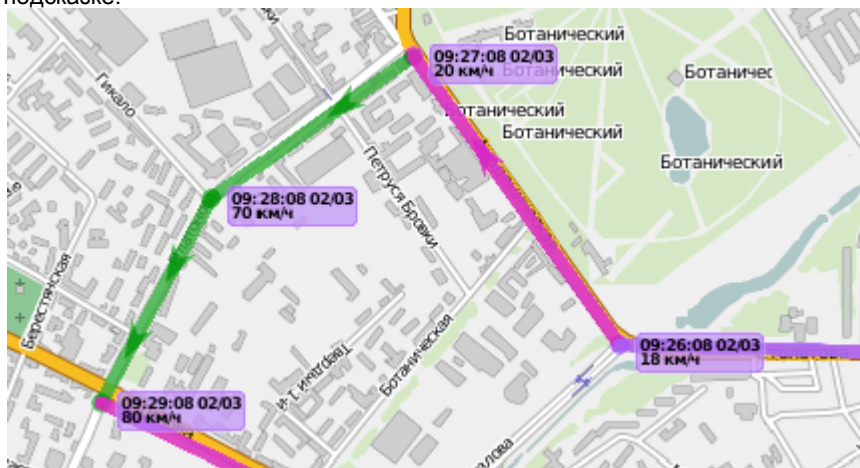 подсказке.
Ботанический
09:27:08 02/03
20 км/ч
Ботанический
Ботаничес
Гикало
Ботанический
Ботанический
Ботанический
Петруся Бровки
09:28:08 02/03
70 км/ч
Берестянская
Ботаническая
09:26:08 02/03
18 км/ч
09:29:08 02/03
80 км/ч